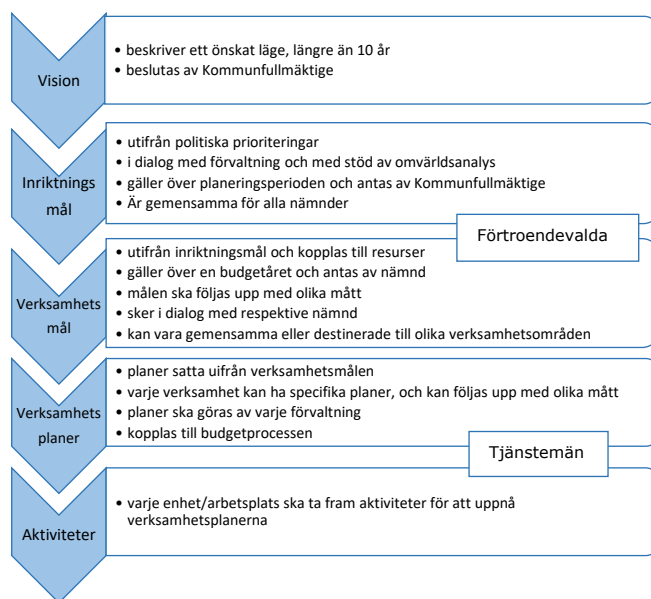 Vision
• beskriver ett önskat läge, längre än 10 år
• beslutas av Kommunfullmäktige
Inriktnings
mål
• utifrån politiska prioriteringar
• i dialog med förvaltning och med stöd av omvärldsanalys
• gäller över planeringsperioden och antas av Kommunfullmäktige
• Är gemensamma för alla nämnder
Förtroendevalda
Verksamhets
mål
• utifrån inriktningsmål och kopplas till resurser
• gäller över en budgetåret och antas av nämnd
• målen ska följas upp med olika mått
• sker i dialog med respektive nämnd
• kan vara gemensamma eller destinerade till olika verksamhetsområden
Verksamhets
planer
• planer satta uifrån verksamhetsmålen
• varje verksamhet kan ha specifika planer, och kan följas upp med olika mått
• planer ska göras av varje förvaltning
• kopplas till budgetprocessen
Tjänstemän
Aktiviteter
• varje enhet/arbetsplats ska ta fram aktiviteter för att uppnå
verksamhetsplanerna